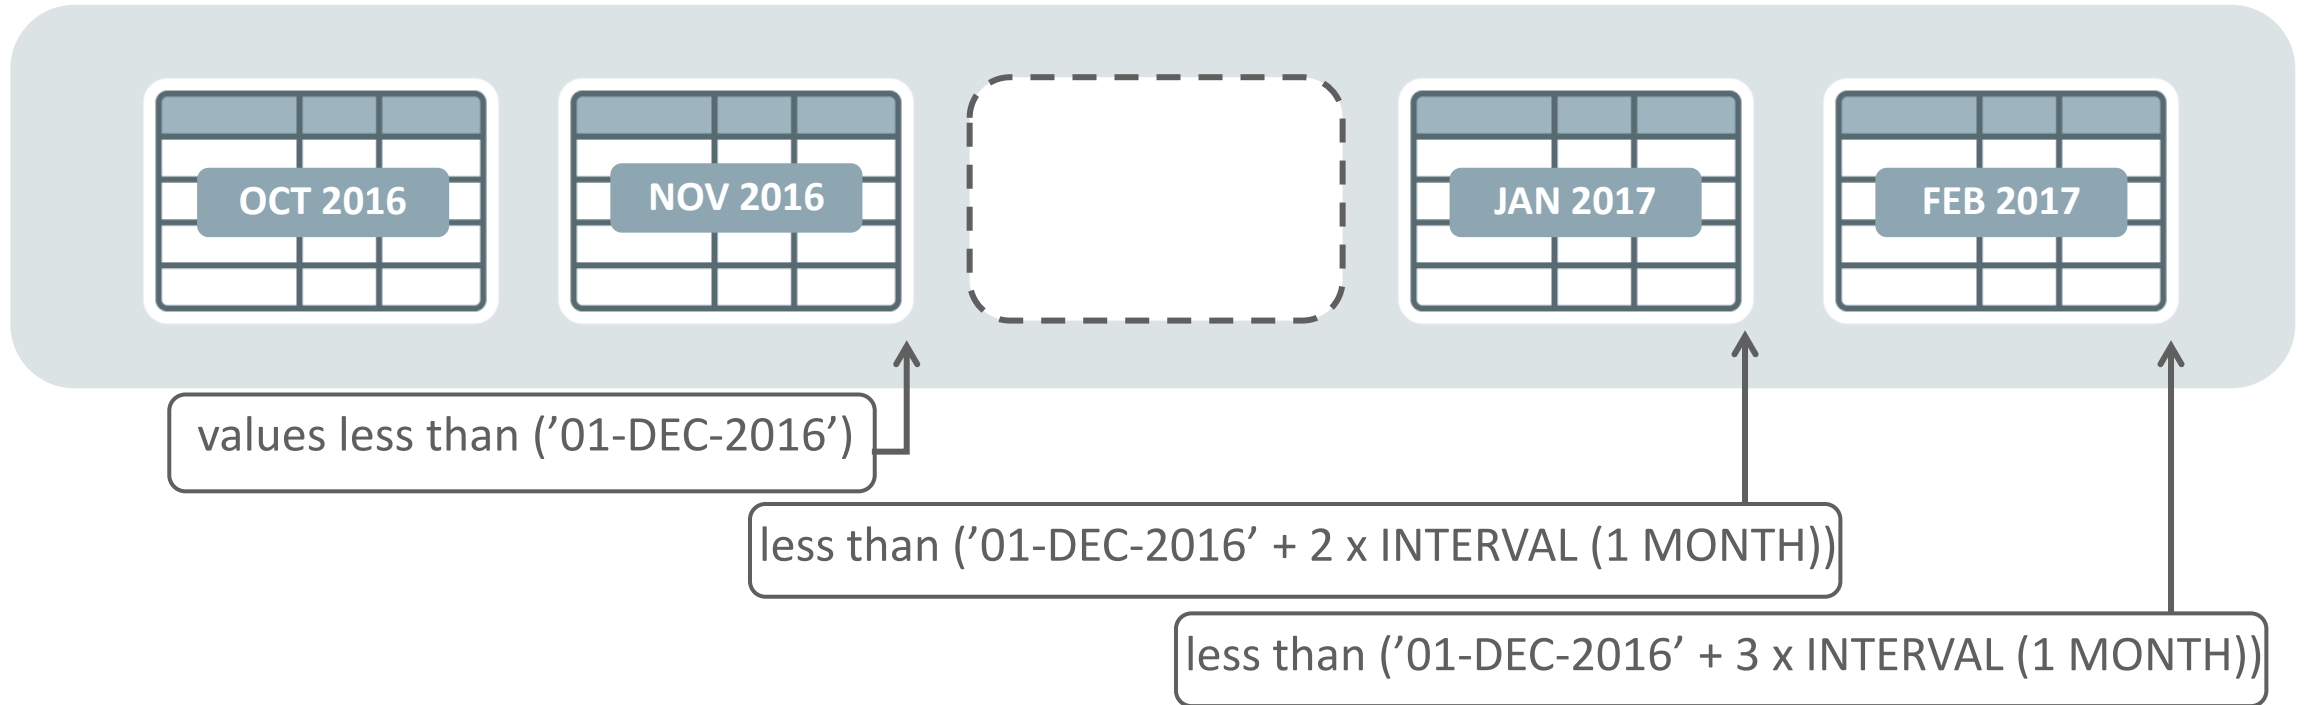 OCT 2016
NOV 2016
JAN 2017
FEB 2017
values less than (’01-DEC-2016’)
less than (’01-DEC-2016’ + 2 x INTERVAL (1 MONTH))
less than (’01-DEC-2016’ + 3 x INTERVAL (1 MONTH))